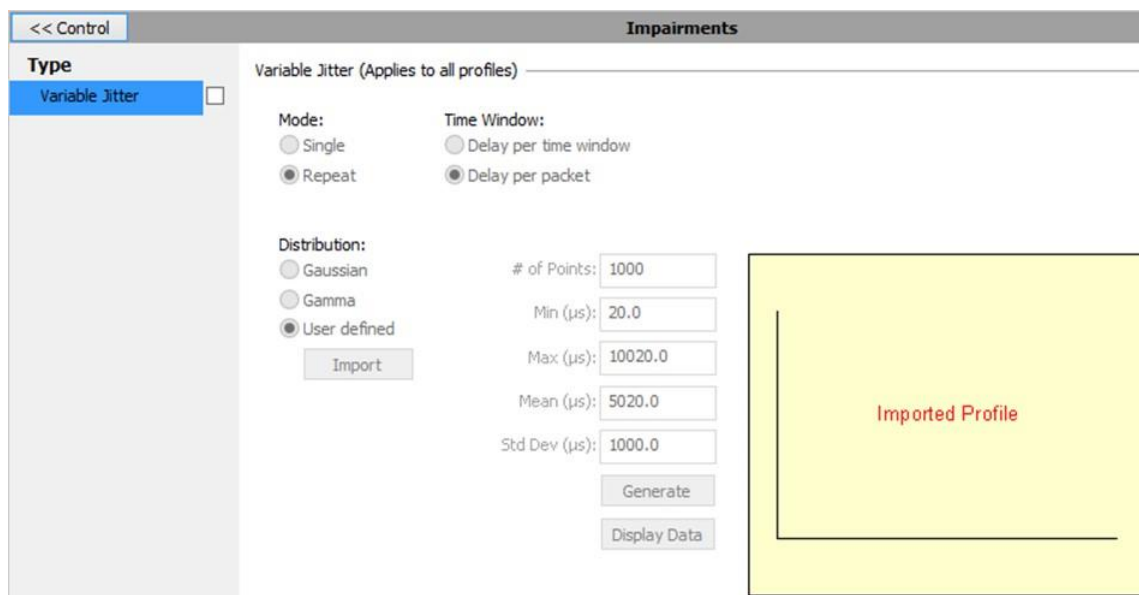 << Control
Impairments
Type
Variable Jitter
Variable Jitter (Applies to all profiles)
Mode:
Time Window:
Single
Delay per time window
Repeat
Delay per packet
Distribution:
Gaussian
Gamma
User defined
Import
# of Points: 1000
Min (µs): 20.0
Max (µs): 10020.0
Mean (µs): 5020.0
Std Dev (µs): 1000.0
Generate
Display Data
Imported Profile